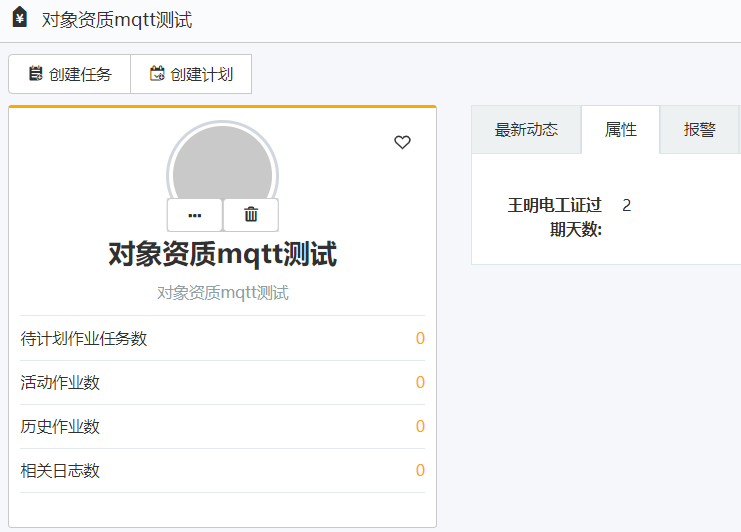 对象资质mqtt测试
创建任务 创建计划
对象资质mqtt测试
对象资质mqtt测试
待计划作业任务数 0
活动作业数 0
历史作业数 0
相关日志数 0
最新动态 属性 报警
王明电工证过 2
期天数: